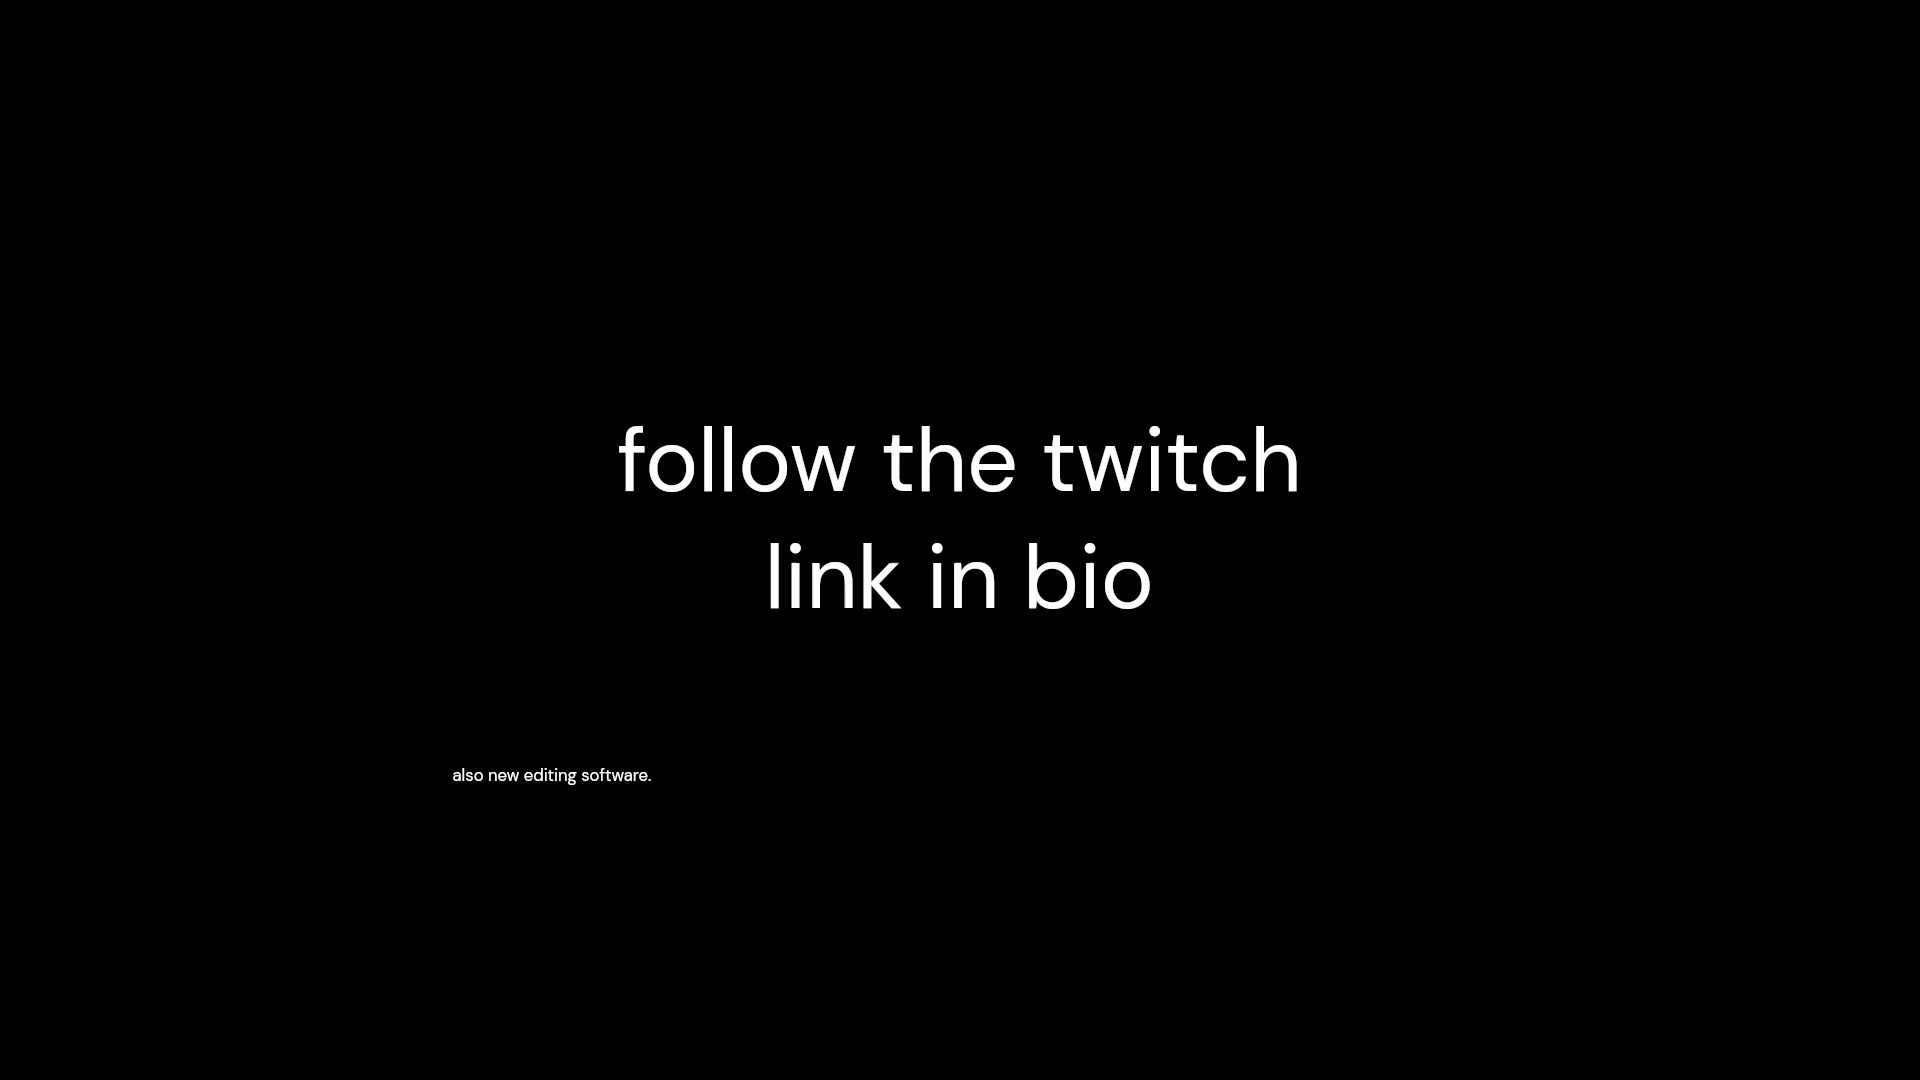 follow the twitch
link in bio
also new editing software.